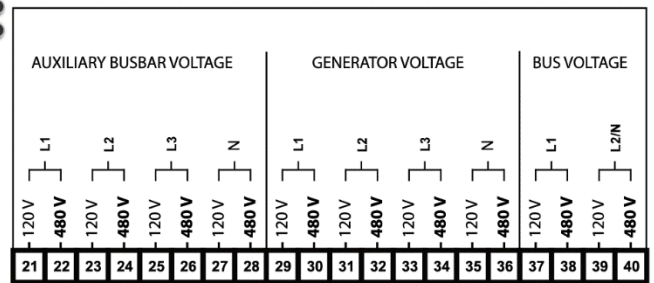 AUXILIARY BUSBAR VOLTAGE GENERATOR VOLTAGE BUS VOLTAGE
L1 L2 L3 N L1 L2 L3 N L1 L2/N
120 V 480 V 120 V 480 V 120 V 480 V 120 V 480 V 120 V 480 V 120 V 480 V 120 V 480 V 120 V 480 V 120 V 480 V 120 V 480 V
21 22 23 24 25 26 27 28 29 30 31 32 33 34 35 36 37 38 39 40